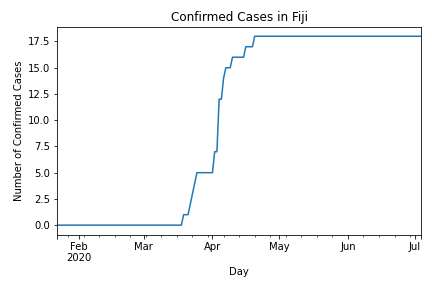 Confirmed Cases in Fiji
Number of Confirmed Cases
17.5
15.0
12.5
10.0
7.5
5.0
2.5
0.0
Feb Mar Apr May Jun Jul
2020
Day